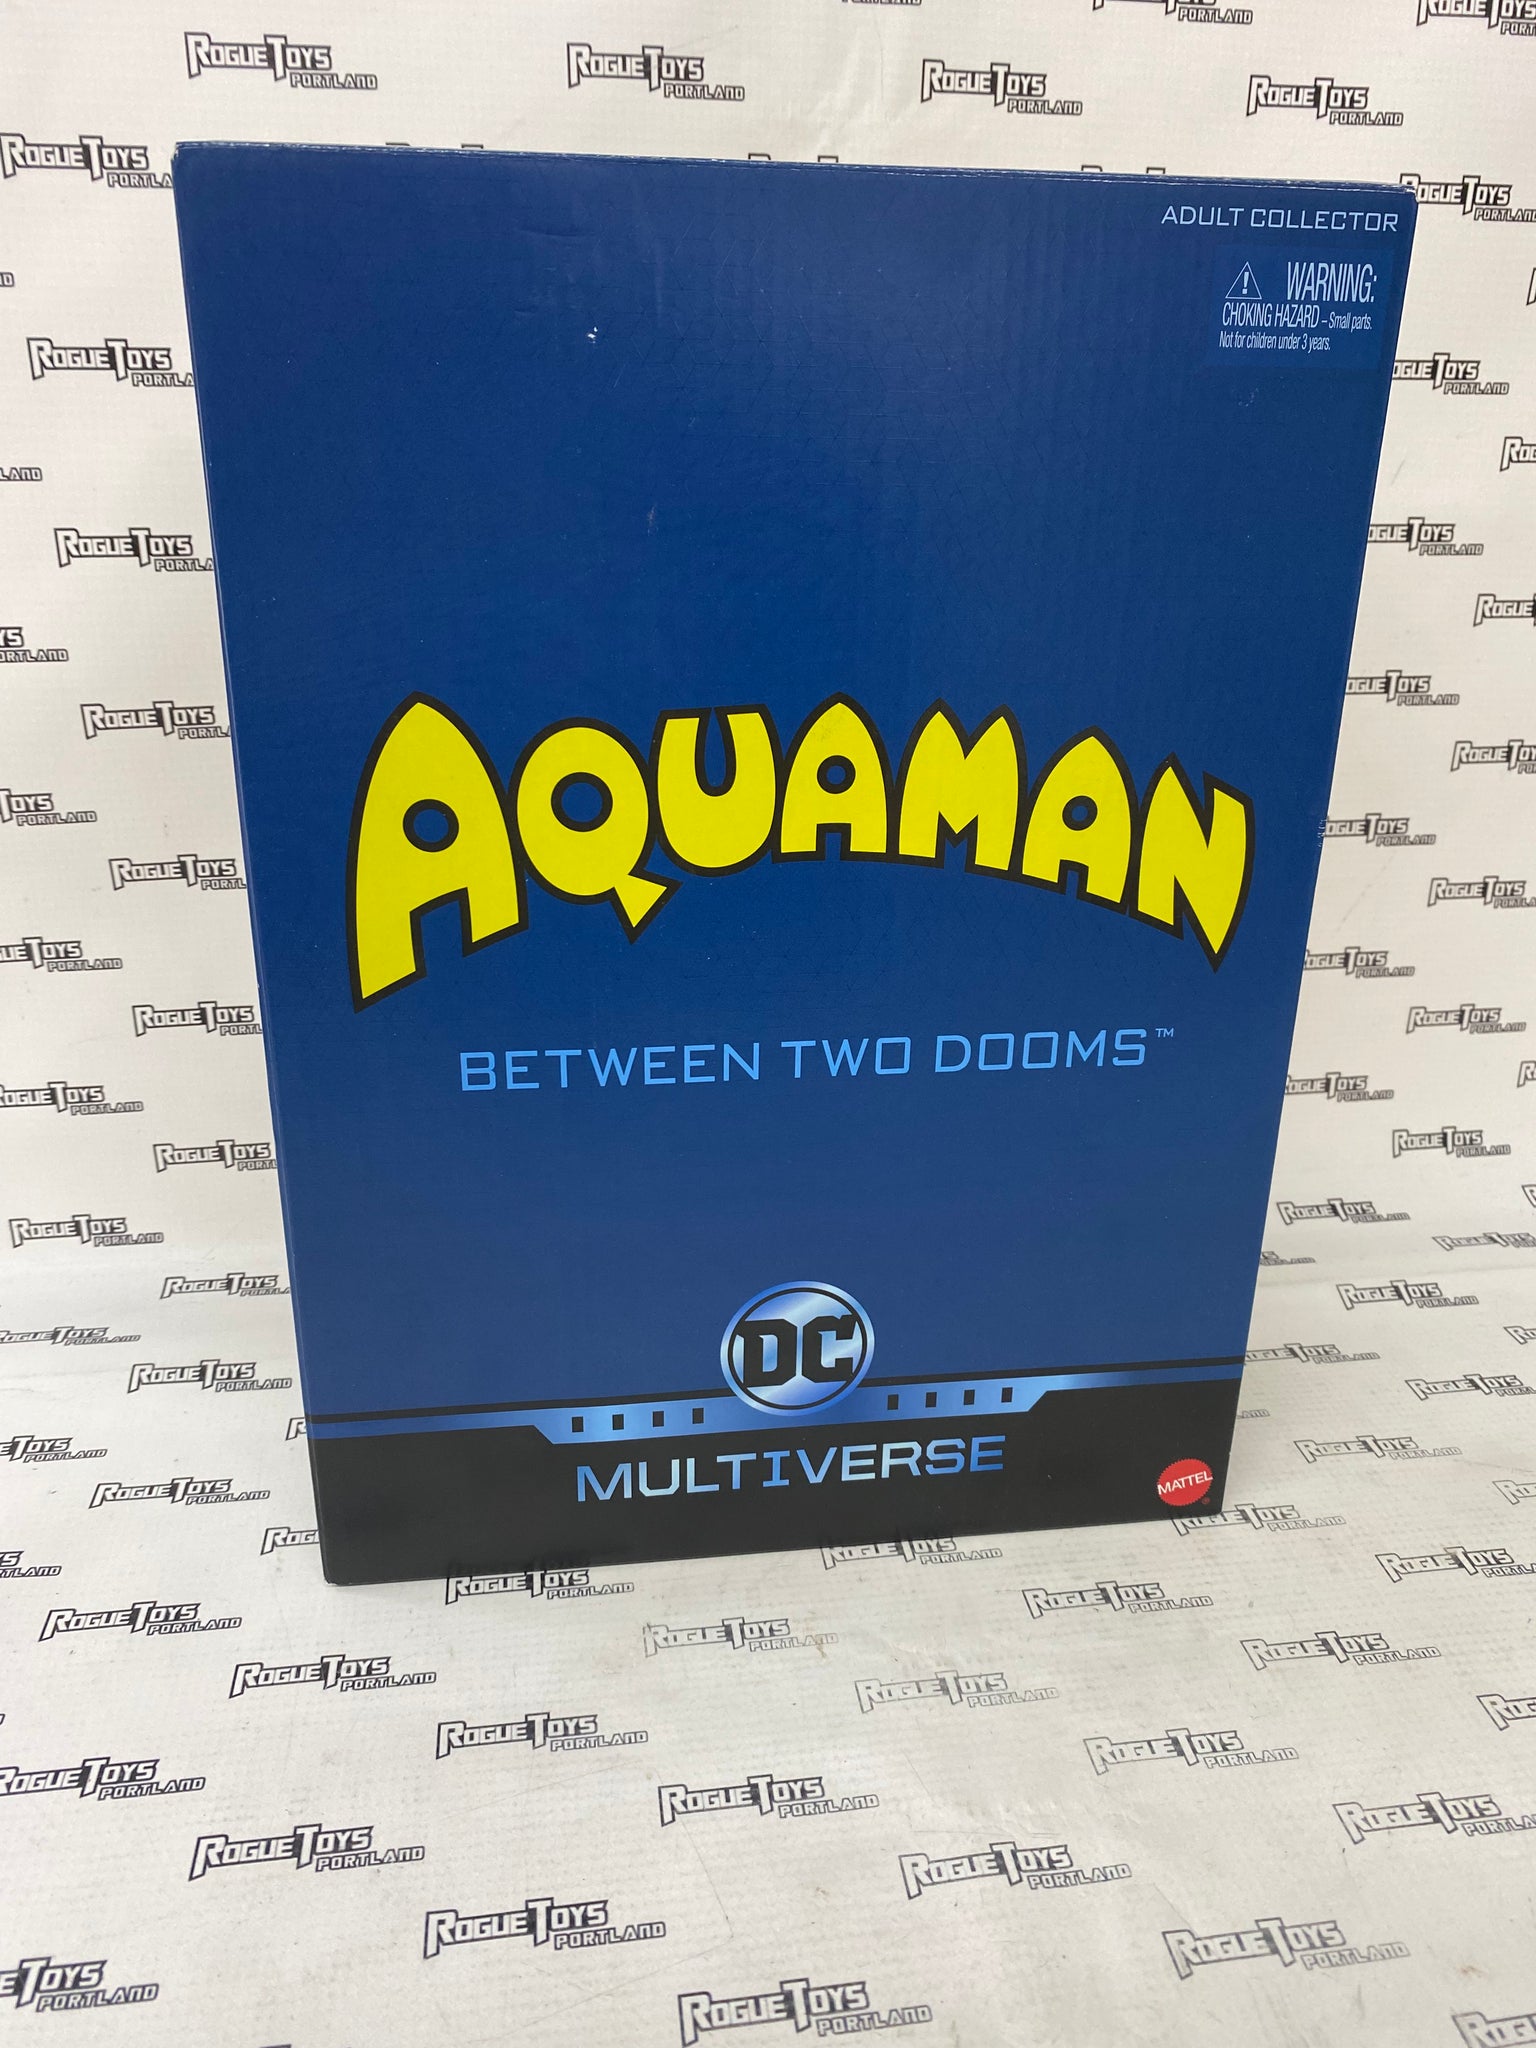 ADULT COLLECTOR
WARNING:
CHOKING HAZARD – Small parts.
Not for children under 3 years.
AQUAMAN
BETWEEN TWO DOOMS™
DC
MULTIVERSE
MATTEL®
ROGUE TOYS
PORTLAND